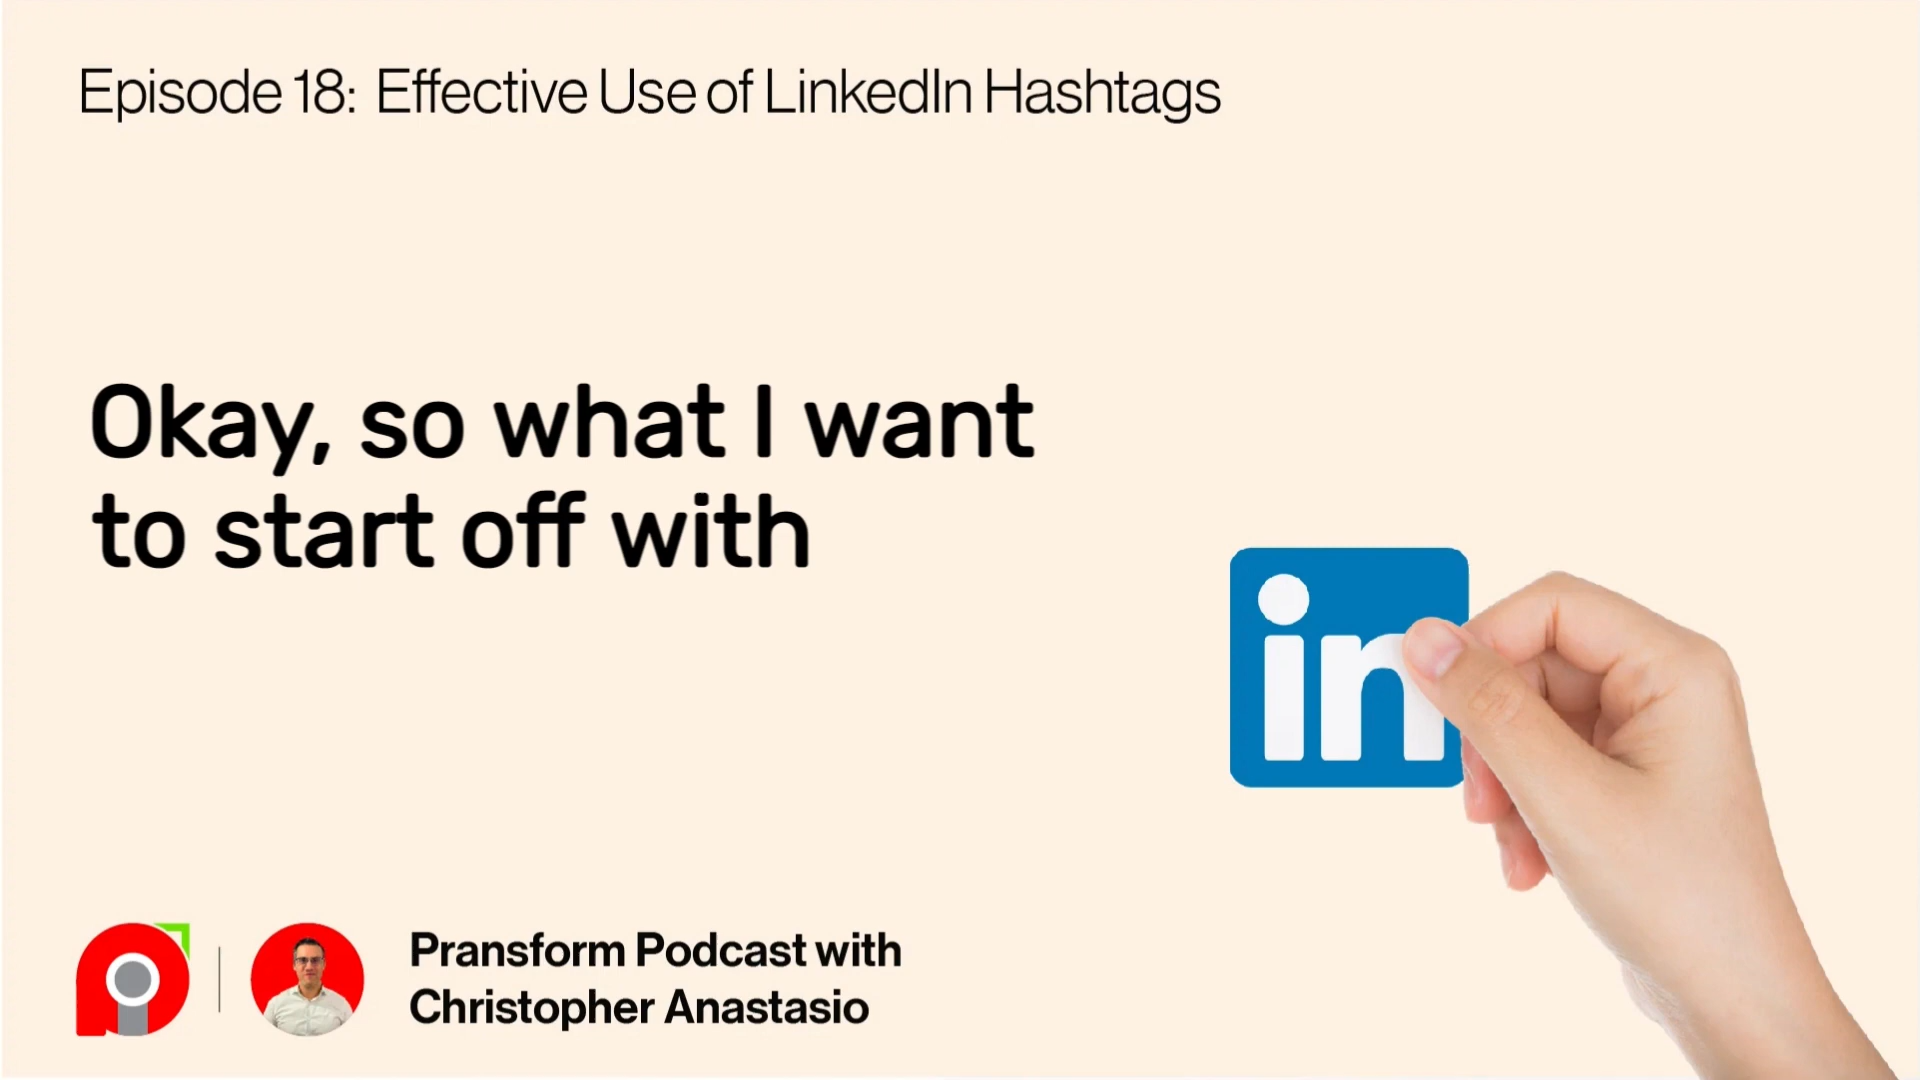 Episode 18: Effective Use of LinkedIn Hashtags
Okay, so what I want
to start off with
in
Pransform Podcast with
Christopher Anastasio